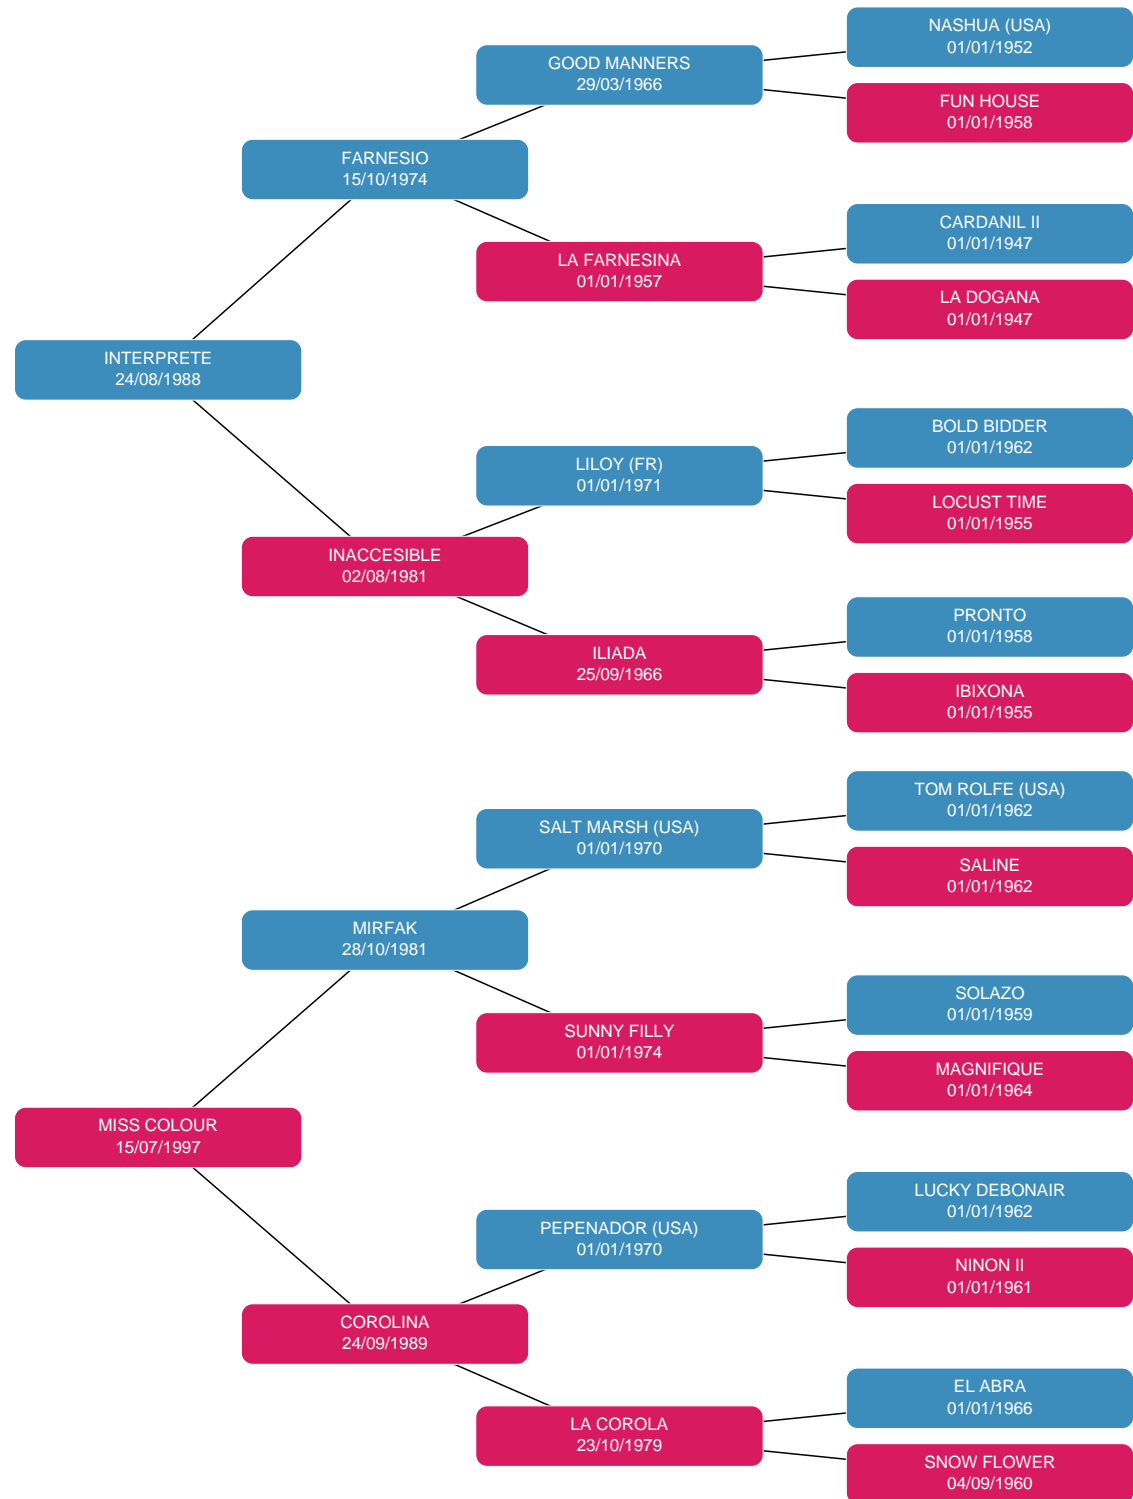 NASHUA (USA)
01/01/1952
GOOD MANNERS
29/03/1966
FUN HOUSE
01/01/1958
FARNESIO
15/10/1974
CARDANIL II
01/01/1947
LA FARNESINA
01/01/1957
LA DOGANA
01/01/1947
INTERPRETE
24/08/1988
BOLD BIDDER
01/01/1962
LILOY (FR)
01/01/1971
LOCUST TIME
01/01/1955
INACCESIBLE
02/08/1981
PRONTO
01/01/1958
ILIADA
25/09/1966
IBIXONA
01/01/1955
TOM ROLFE (USA)
01/01/1962
SALT MARSH (USA)
01/01/1970
SALINE
01/01/1962
MIRFAK
28/10/1981
SOLAZO
01/01/1959
SUNNY FILLY
01/01/1974
MAGNIFIQUE
01/01/1964
MISS COLOUR
15/07/1997
LUCKY DEBONAIR
01/01/1962
PEPENADOR (USA)
01/01/1970
NINON II
01/01/1961
COROLINA
24/09/1989
EL ABRA
01/01/1966
LA COROLA
23/10/1979
SNOW FLOWER
04/09/1960